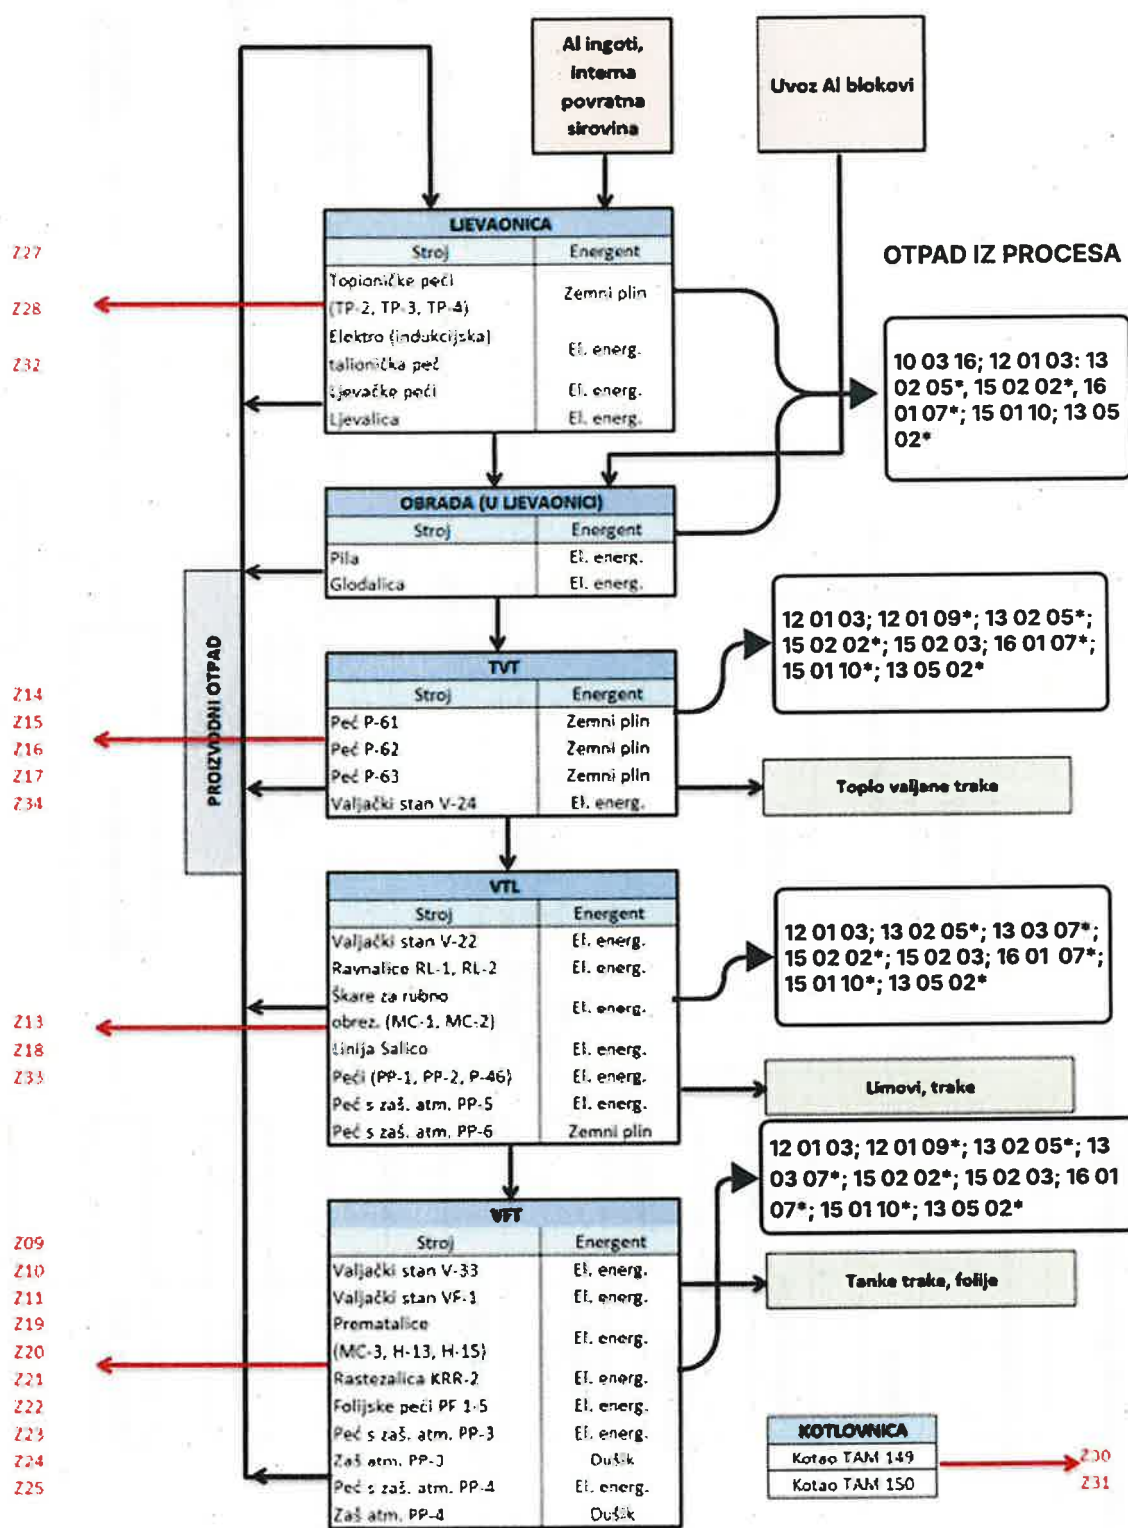 Al ingoti,
interna
povratna
sirovina
Uvoz Al blokovi
LJEVAONICA
Stroj Energent
Topioničke peći
(TP-2, TP-3, TP-4) Zemni plin
Elektro (indukcijska)
talionička peć El. energ.
Ljevačke peći El. energ.
Ljevalica El. energ.
Z27
Z28
Z32
OTPAD IZ PROCESA
10 03 16; 12 01 03: 13
02 05*, 15 02 02*, 16
01 07*; 15 01 10; 13 05
02*
OBRADA (U LJEVAONICI)
Stroj Energent
Pila El. energ.
Glodalica El. energ.
PROIZVODNI OTPAD
12 01 03; 12 01 09*; 13 02 05*;
15 02 02*; 15 02 03; 16 01 07*;
15 01 10*; 13 05 02*
TVT
Stroj Energent
Peć P-61 Zemni plin
Peć P-62 Zemni plin
Peć P-63 Zemni plin
Valjački stan V-24 El. energ.
Z14
Z15
Z16
Z17
Z34
Toplo valjane trake
VTL
Stroj Energent
Valjački stan V-22 El. energ.
Ravnalice RL-1, RL-2 El. energ.
Škare za rubno
obrez. (MC-1, MC-2) El. energ.
Linija Salico El. energ.
Peći (PP-1, PP-2, P-46) El. energ.
Peć s zaš. atm. PP-5 El. energ.
Peć s zaš. atm. PP-6 Zemni plin
Z13
Z18
Z33
12 01 03; 13 02 05*; 13 03 07*;
15 02 02*; 15 02 03; 16 01 07*;
15 01 10*; 13 05 02*
Limovi, trake
12 01 03; 12 01 09*; 13 02 05*; 13
03 07*; 15 02 02*; 15 02 03; 16 01
07*; 15 01 10*; 13 05 02*
VFT
Stroj Energent
Valjački stan V-33 El. energ.
Valjački stan VF-1 El. energ.
Prematalice
(MC-3, H-13, H-15) El. energ.
Rastezalica KRR-2 El. energ.
Folijske peći PF 1-5 El. energ.
Peć s zaš. atm. PP-3 El. energ.
Zaš atm. PP-3 Dušik
Peć s zaš. atm. PP-4 El. energ.
Zaš atm. PP-4 Dušik
Z09
Z10
Z11
Z19
Z20
Z21
Z22
Z23
Z24
Z25
Tanke trake, folije
KOTLOVNICA
Kotao TAM 149
Kotao TAM 150
Z30
Z31